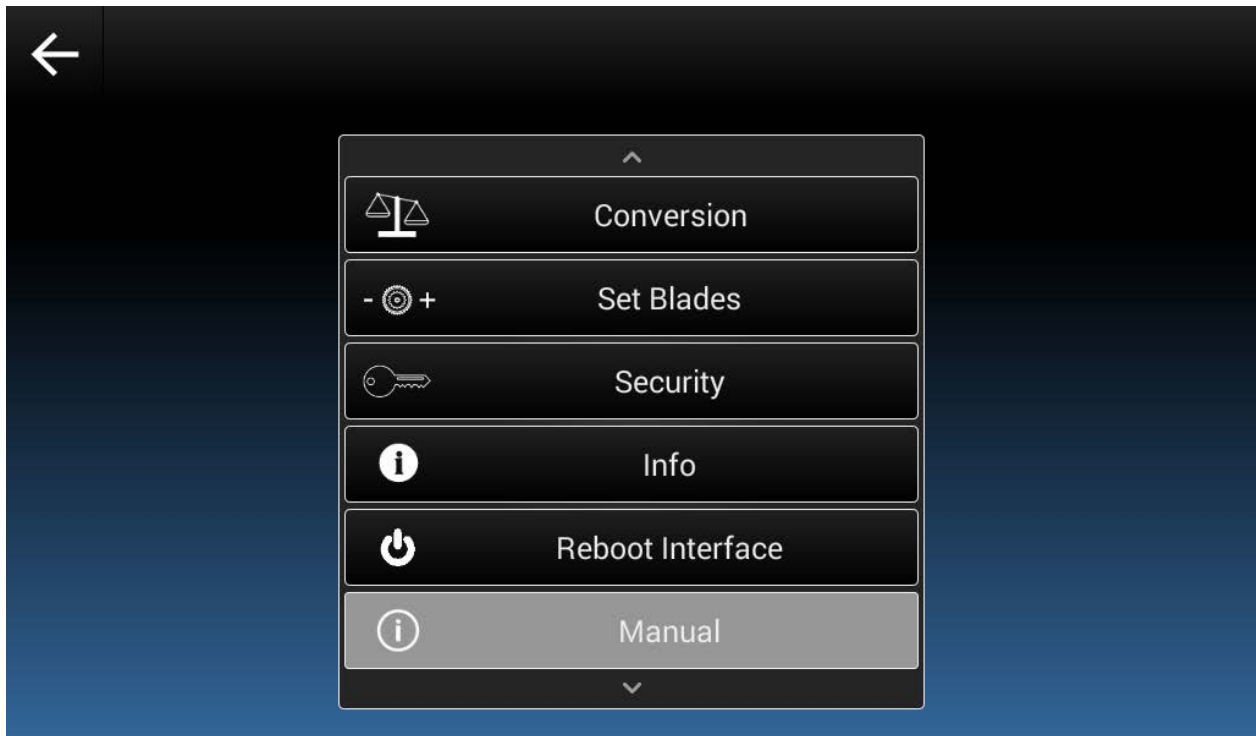 Conversion
Set Blades
Security
Info
Reboot Interface
Manual